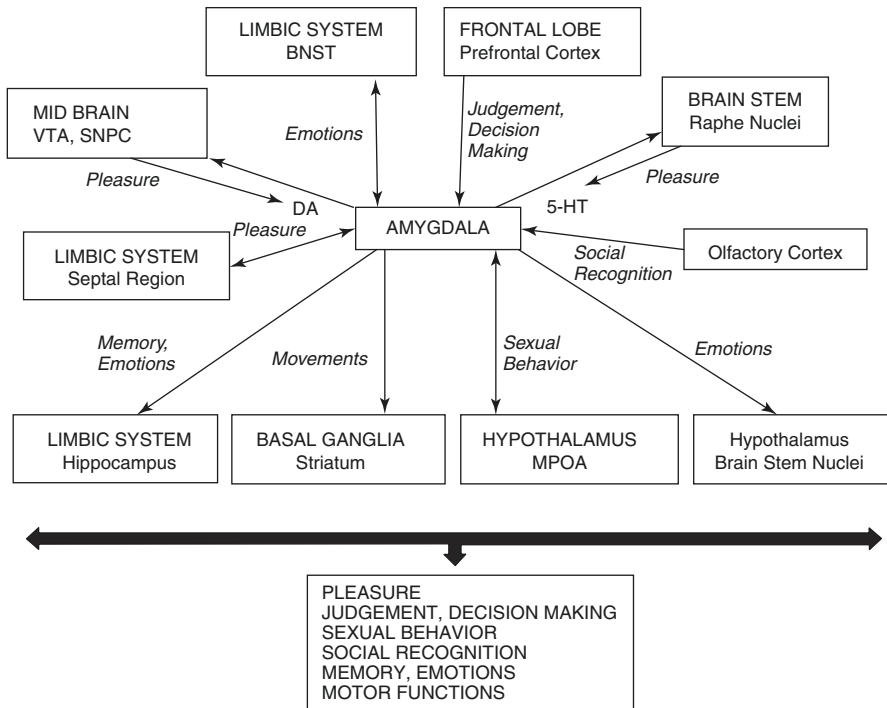 LIMBIC SYSTEM
BNST
FRONTAL LOBE
Prefrontal Cortex
MID BRAIN
VTA, SNPC
BRAIN STEM
Raphe Nuclei
Emotions
Judgement,
Decision
Making
Pleasure
Pleasure
DA
5-HT
Pleasure
AMYGDALA
LIMBIC SYSTEM
Septal Region
Social
Recognition
Olfactory Cortex
Memory,
Emotions
Movements
Sexual
Behavior
Emotions
LIMBIC SYSTEM
Hippocampus
BASAL GANGLIA
Striatum
HYPOTHALAMUS
MPOA
Hypothalamus
Brain Stem Nuclei
PLEASURE
JUDGEMENT, DECISION MAKING
SEXUAL BEHAVIOR
SOCIAL RECOGNITION
MEMORY, EMOTIONS
MOTOR FUNCTIONS